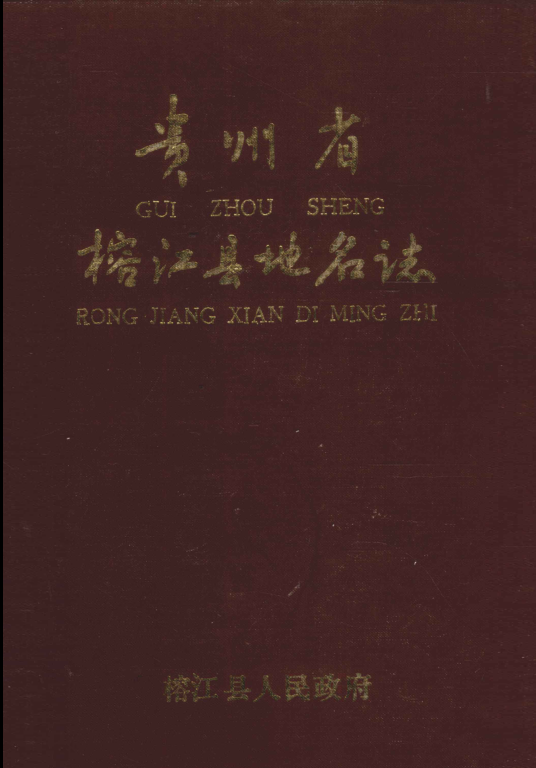 贵州省
GUI ZHOU SHENG
榕江县地名誌
RONG JIANG XIAN DI MING ZHI
榕江县人民政府